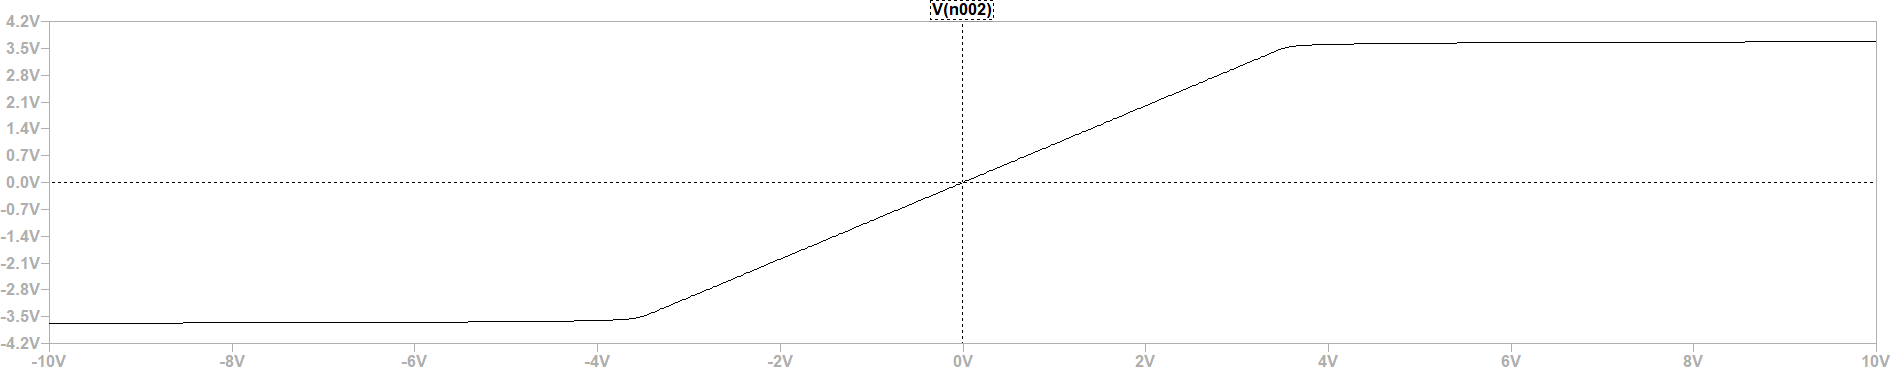 V(n002)
4.2V
3.5V
2.8V
2.1V
1.4V
0.7V
0.0V
-0.7V
-1.4V
-2.1V
-2.8V
-3.5V
-4.2V
-10V -8V -6V -4V -2V 0V 2V 4V 6V 8V 10V